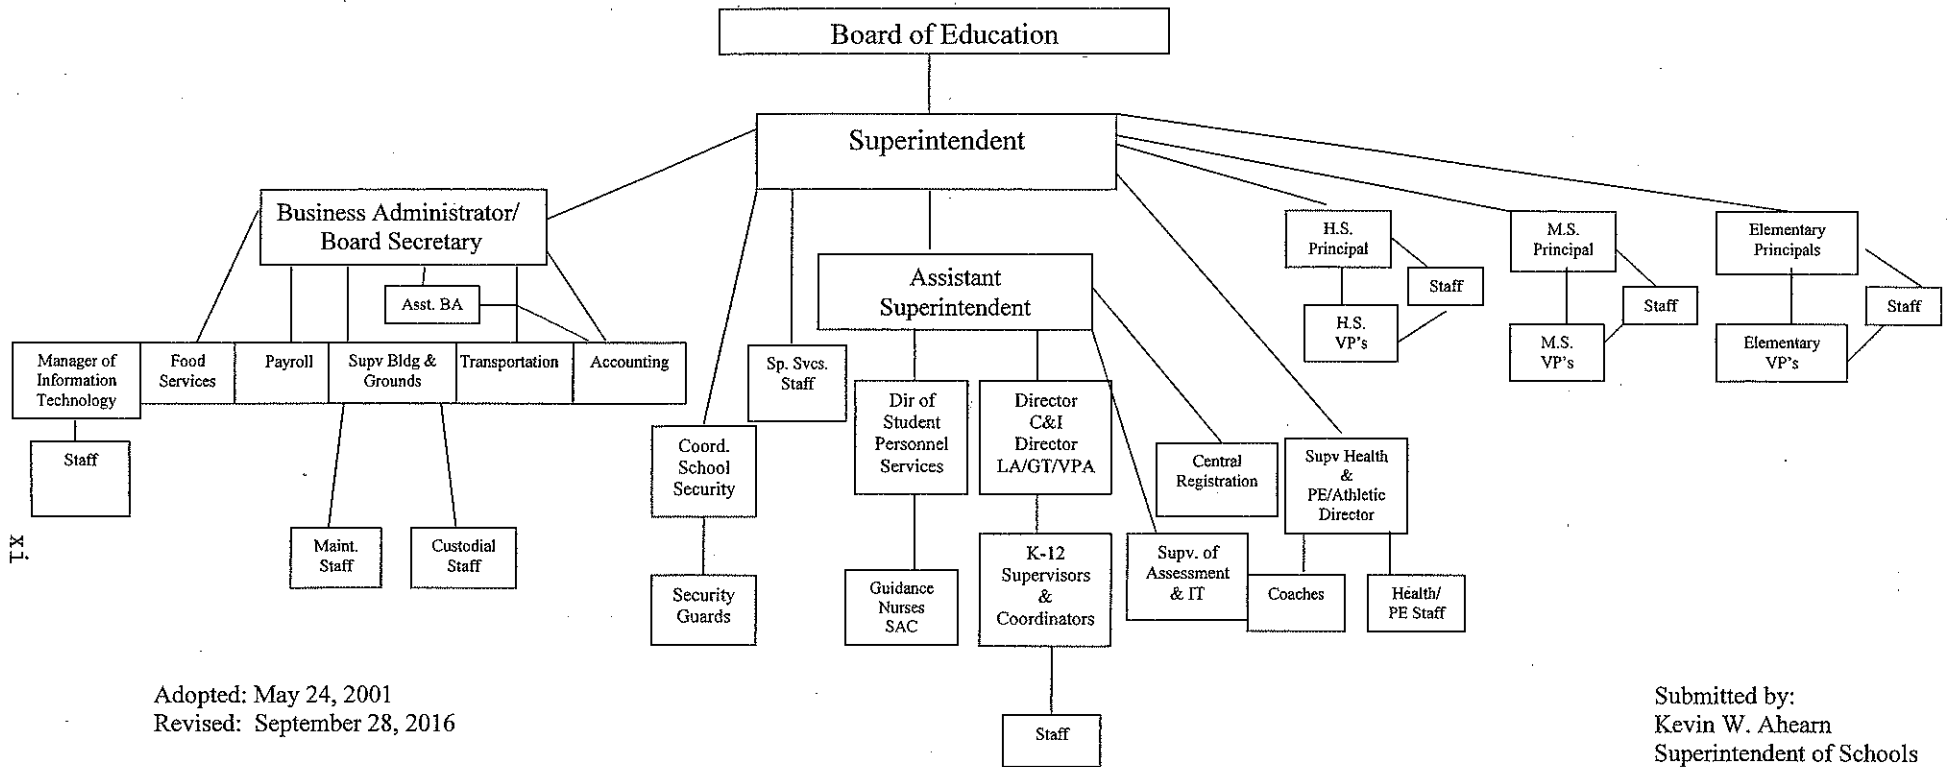 Board of Education
Superintendent
Business Administrator/
Board Secretary
Asst. BA
Manager of
Information
Technology
Food
Services
Payroll
Supv Bldg &
Grounds
Transportation
Accounting
Staff
Maint.
Staff
Custodial
Staff
Coord.
School
Security
Security
Guards
Sp. Svcs.
Staff
Assistant
Superintendent
Dir of
Student
Personnel
Services
Guidance
Nurses
SAC
Director
C&I
Director
LA/GT/VPA
K-12
Supervisors
&
Coordinators
Staff
Central
Registration
Supv. of
Assessment
& IT
Supv Health
&
PE/Athletic
Director
Coaches
Health/
PE Staff
H.S.
Principal
Staff
H.S.
VP's
M.S.
Principal
Staff
M.S.
VP's
Elementary
Principals
Staff
Elementary
VP's
xi
Adopted: May 24, 2001
Revised: September 28, 2016
Submitted by:
Kevin W. Ahearn
Superintendent of Schools